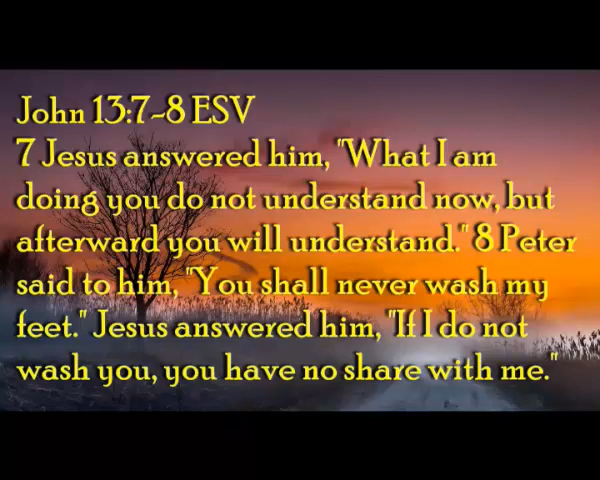 John 13:7-8 ESV
7 Jesus answered him, "What I am
doing you do not understand now, but
afterward you will understand." 8 Peter
said to him, "You shall never wash my
feet." Jesus answered him, "If I do not
wash you, you have no share with me."